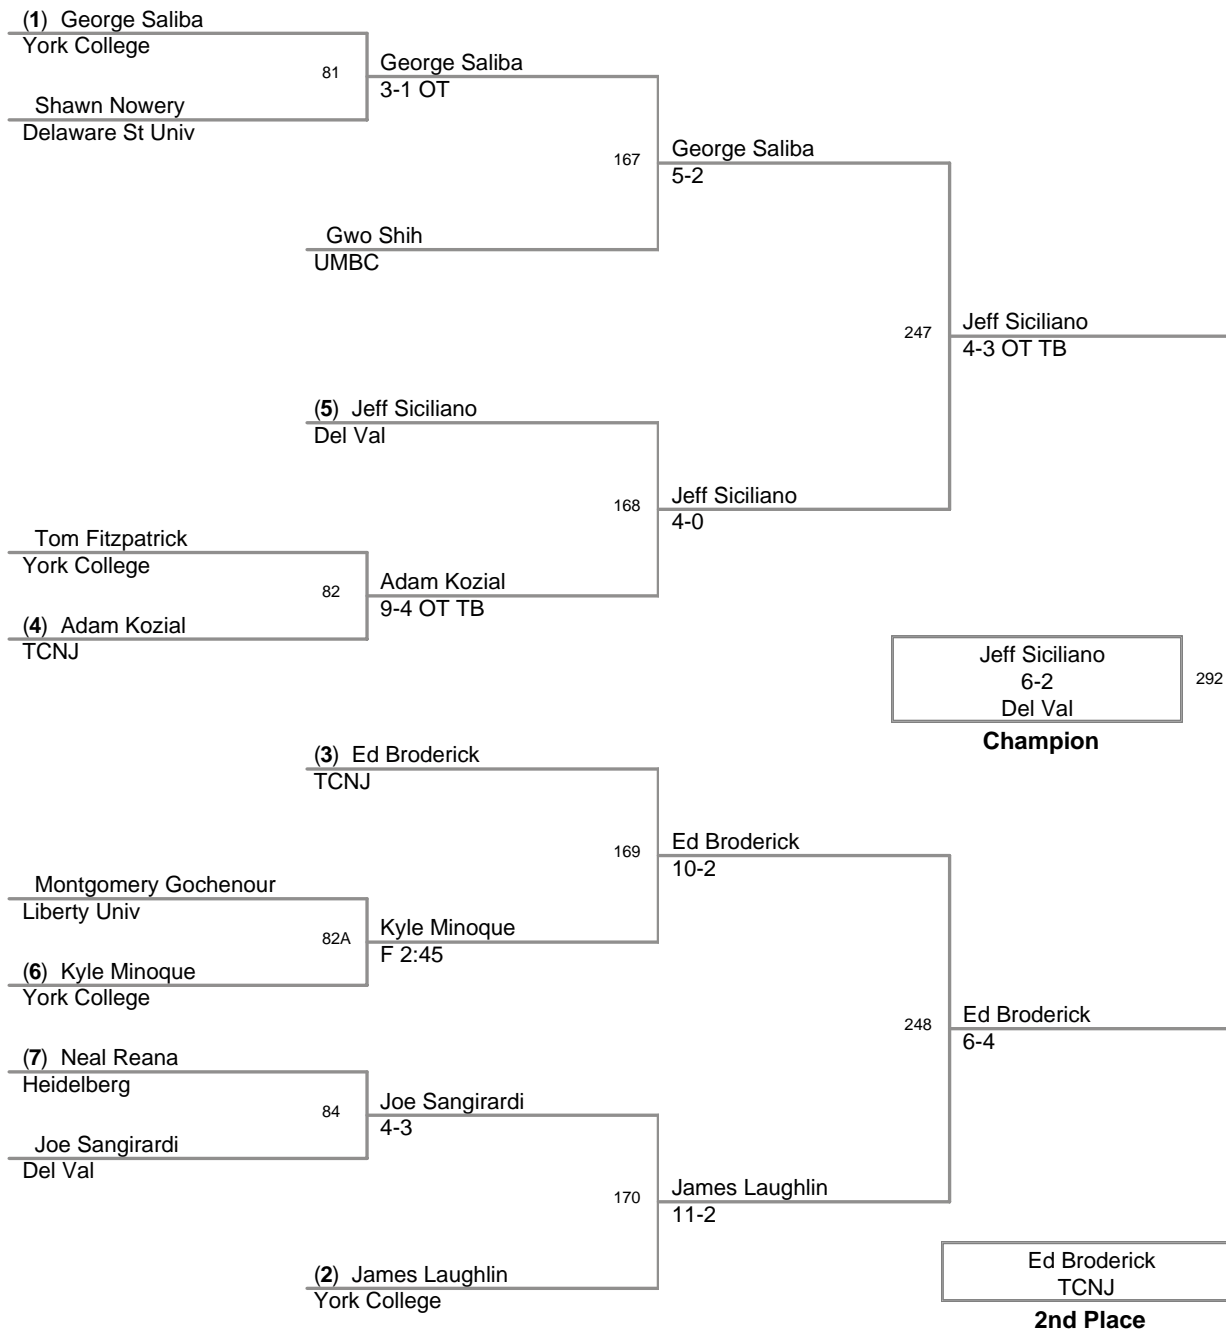 (1) George Saliba
York College
81
George Saliba
3-1 OT
Shawn Nowery
Delaware St Univ
167
George Saliba
5-2
Gwo Shih
UMBC
247
Jeff Siciliano
4-3 OT TB
(5) Jeff Siciliano
Del Val
168
Jeff Siciliano
4-0
Tom Fitzpatrick
York College
82
Adam Kozial
9-4 OT TB
(4) Adam Kozial
TCNJ
Jeff Siciliano
6-2
Del Val
292
Champion
(3) Ed Broderick
TCNJ
169
Ed Broderick
10-2
Montgomery Gochenour
Liberty Univ
82A
Kyle Minoque
F 2:45
(6) Kyle Minoque
York College
248
Ed Broderick
6-4
(7) Neal Reana
Heidelberg
84
Joe Sangirardi
4-3
Joe Sangirardi
Del Val
170
James Laughlin
11-2
(2) James Laughlin
York College
Ed Broderick
TCNJ
2nd Place